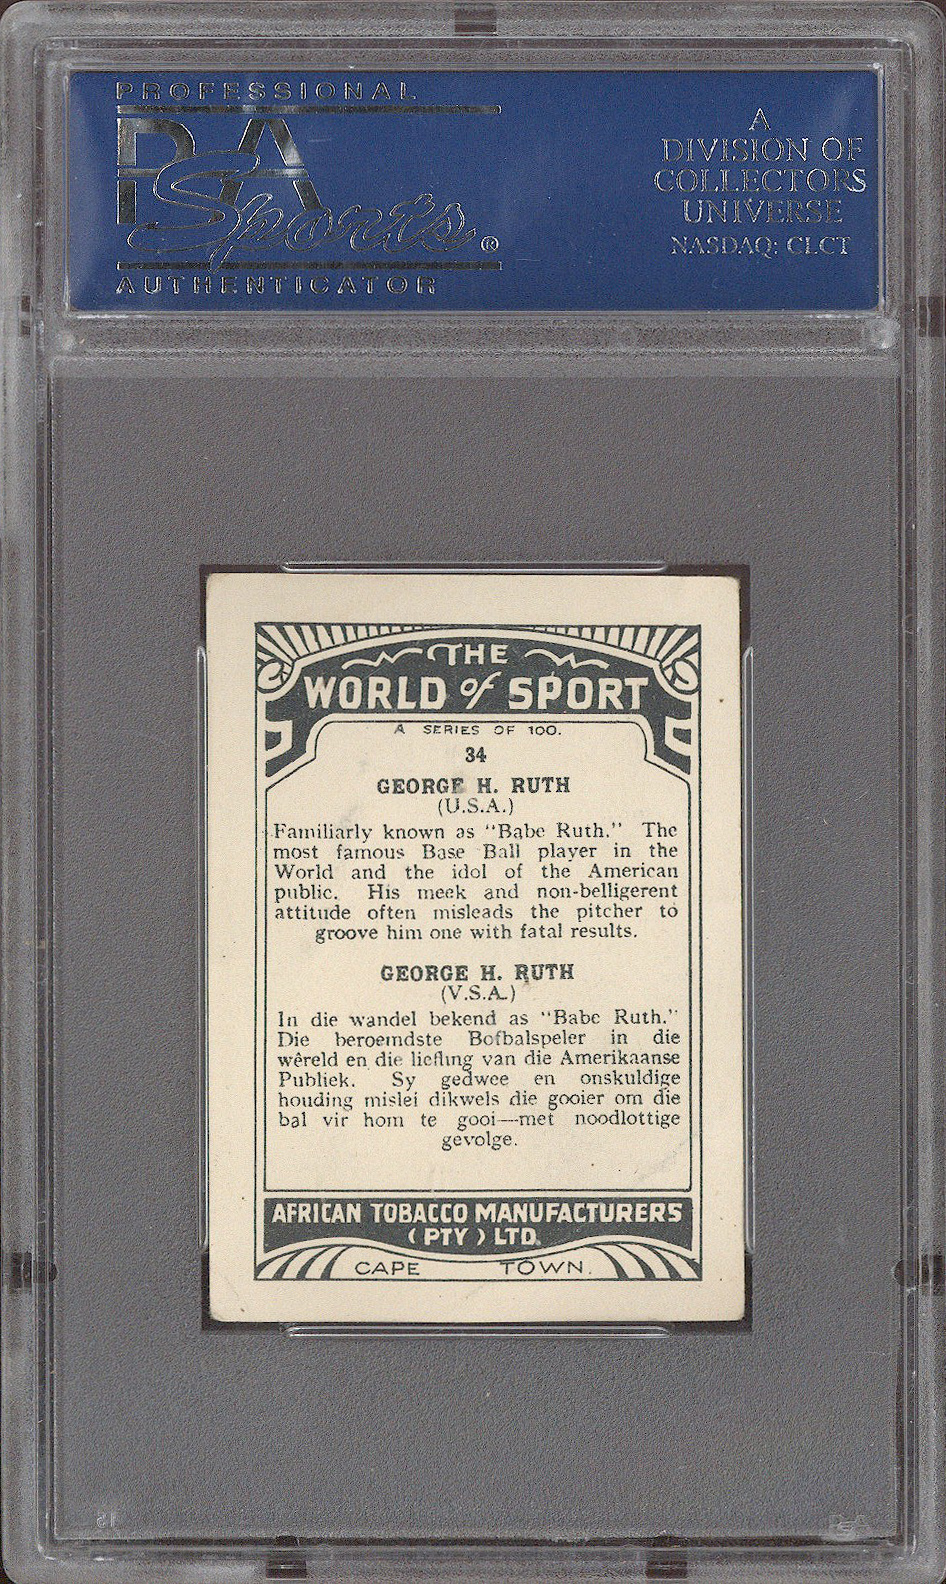 PROFESSIONAL
PSA
Sports®
AUTHENTICATOR
A
DIVISION OF
COLLECTORS
UNIVERSE
NASDAQ: CLCT
THE
WORLD of SPORT
A SERIES OF 100.
34
GEORGE H. RUTH
(U.S.A.)
Familiarly known as "Babe Ruth." The
most famous Base Ball player in the
World and the idol of the American
public. His meek and non-belligerent
attitude often misleads the pitcher to
groove him one with fatal results.
GEORGE H. RUTH
(V.S.A.)
In die wandel bekend as "Babe Ruth."
Die beroemdste Bofbalspeler in die
wêreld en die liefling van die Amerikaanse
Publiek. Sy gedwee en onskuldige
houding mislei dikwels die gooier om die
bal vir hom te gooi—met noodlottige
gevolge.
AFRICAN TOBACCO MANUFACTURERS
(PTY) LTD.
CAPE TOWN.